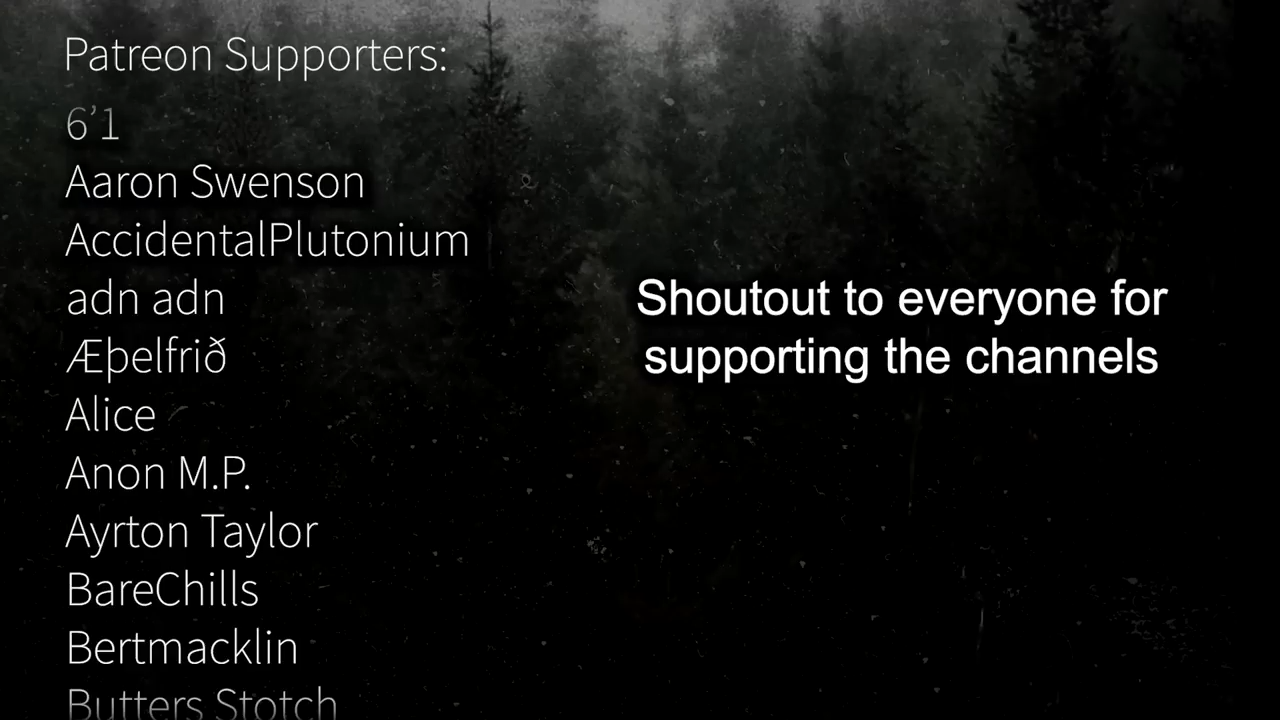 Patreon Supporters:
6’1
Aaron Swenson
AccidentalPlutonium
adn adn
Æþelfrið
Alice
Anon M.P.
Ayrton Taylor
BareChills
Bertmacklin
Butters Stotch
Shoutout to everyone for
supporting the channels